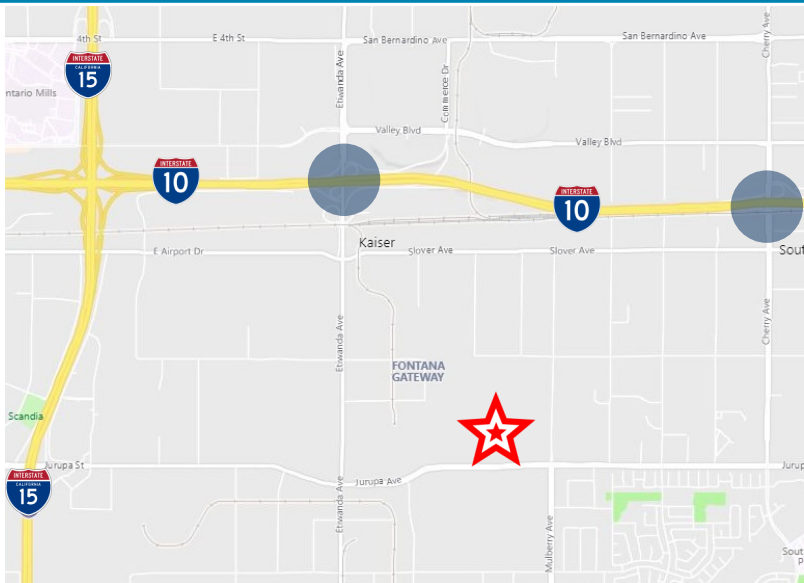 4th St
E 4th St
San Bernardino Ave
San Bernardino Ave
INTERSTATE
CALIFORNIA
15
ntario Mills
Etiwanda Ave
Commerce Dr
Cherry Ave
Valley Blvd
Valley Blvd
INTERSTATE
10
INTERSTATE
10
Kaiser
E Airport Dr
Slover Ave
Slover Ave
Sout
Etiwanda Ave
Cherry Ave
FONTANA
GATEWAY
Scandia
Jurupa St
Jurupa Ave
Jurup
INTERSTATE
CALIFORNIA
15
Etiwanda Ave
Mulberry Ave
Sout
P